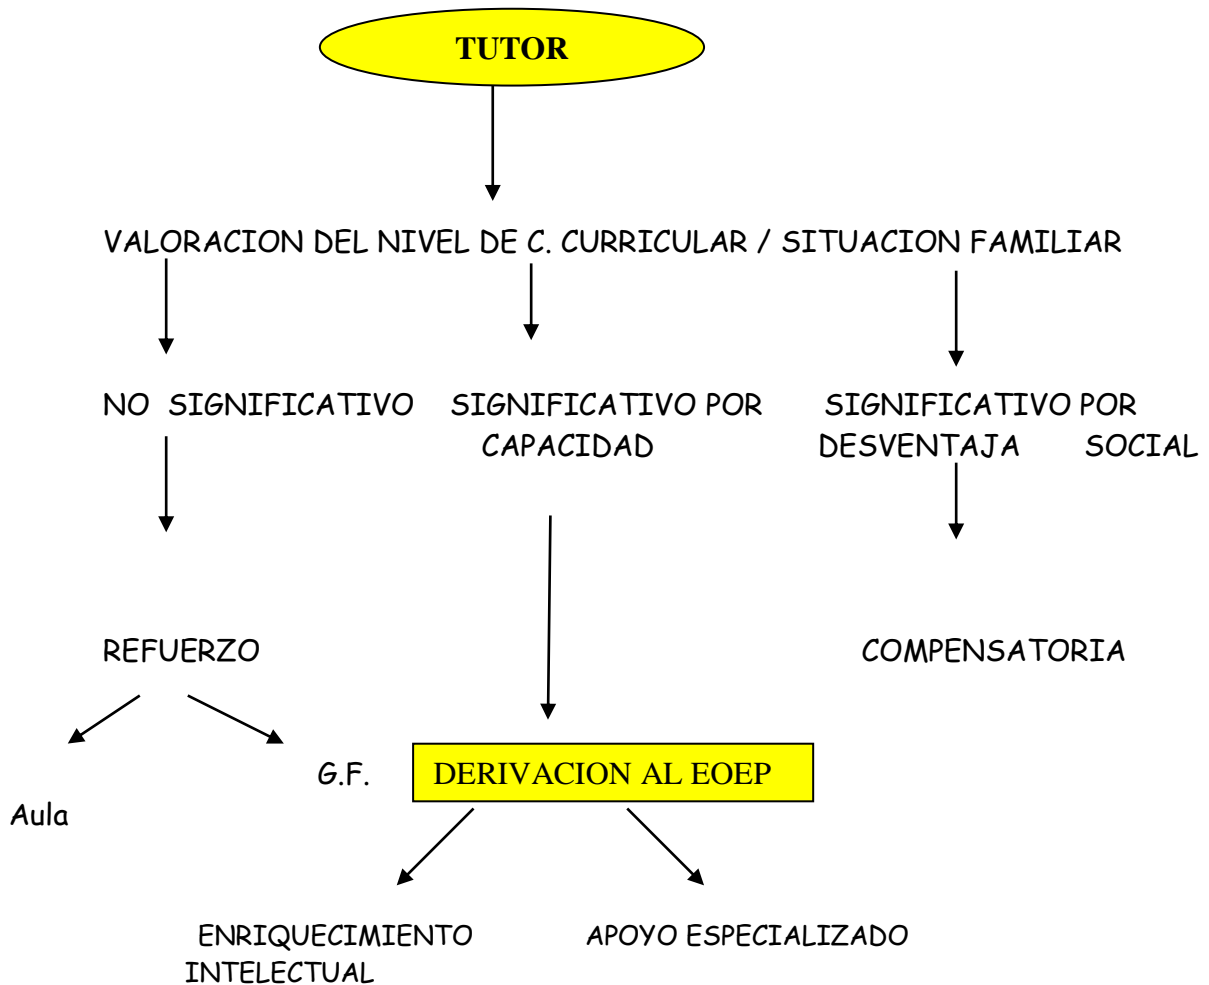 TUTOR
VALORACION DEL NIVEL DE C. CURRICULAR / SITUACION FAMILIAR
NO SIGNIFICATIVO SIGNIFICATIVO POR SIGNIFICATIVO POR
CAPACIDAD DESVENTAJA SOCIAL
REFUERZO COMPENSATORIA
G.F. DERIVACION AL EOEP
Aula
ENRIQUECIMIENTO APOYO ESPECIALIZADO
INTELECTUAL